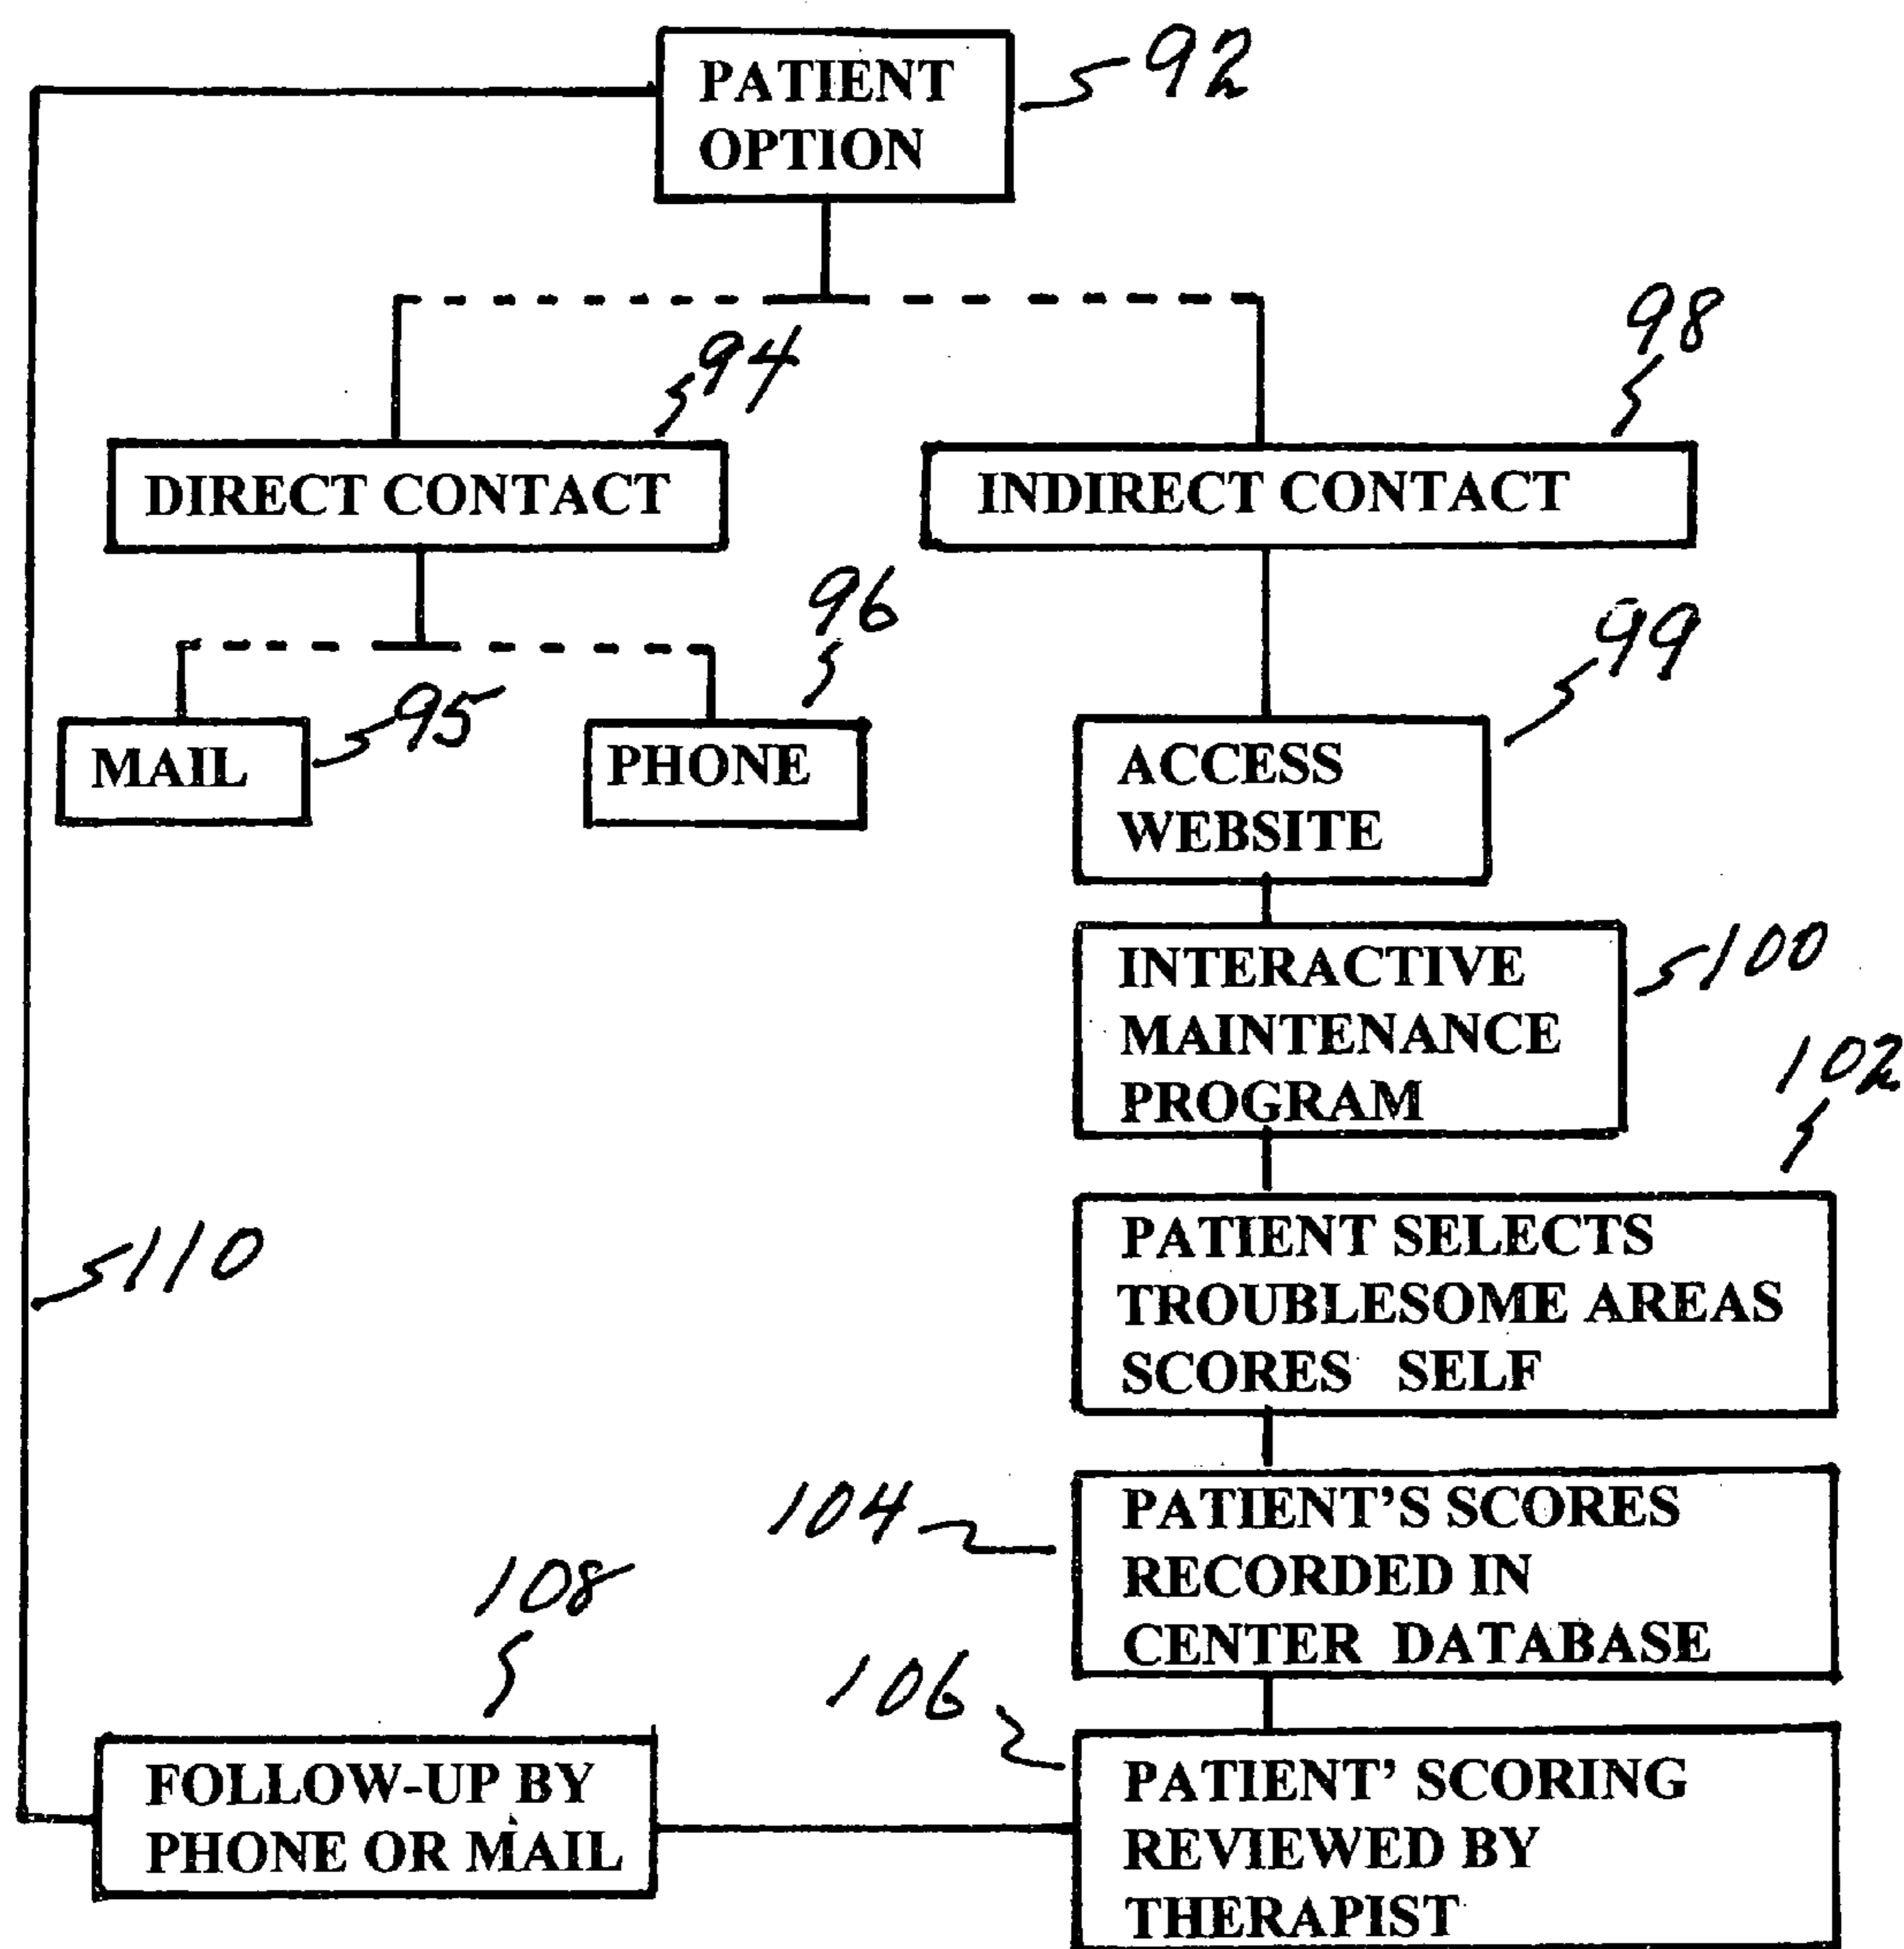 PATIENT
OPTION
92
94
98
DIRECT CONTACT
INDIRECT CONTACT
96
99
95
MAIL
PHONE
ACCESS
WEBSITE
INTERACTIVE
MAINTENANCE
PROGRAM
100
102
PATIENT SELECTS
TROUBLESOME AREAS
SCORES SELF
110
104
PATIENT'S SCORES
RECORDED IN
CENTER DATABASE
108
106
FOLLOW-UP BY
PHONE OR MAIL
PATIENT' SCORING
REVIEWED BY
THERAPIST